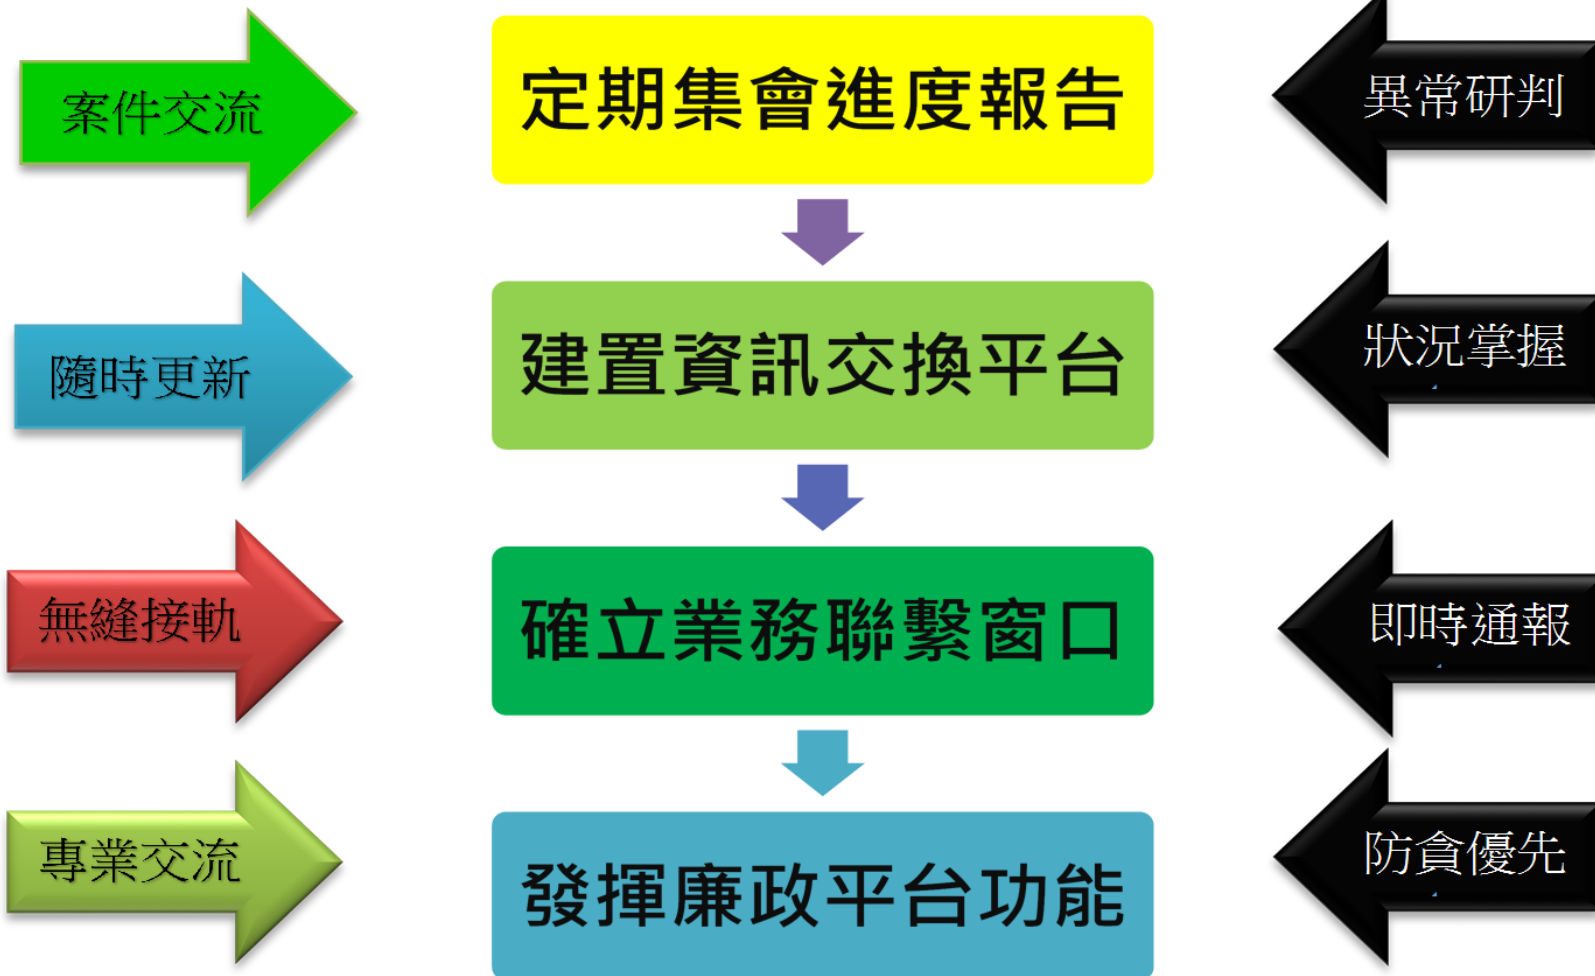 案件交流
定期集會進度報告
異常研判
隨時更新
建置資訊交換平台
狀況掌握
無縫接軌
確立業務聯繫窗口
即時通報
專業交流
發揮廉政平台功能
防貪優先